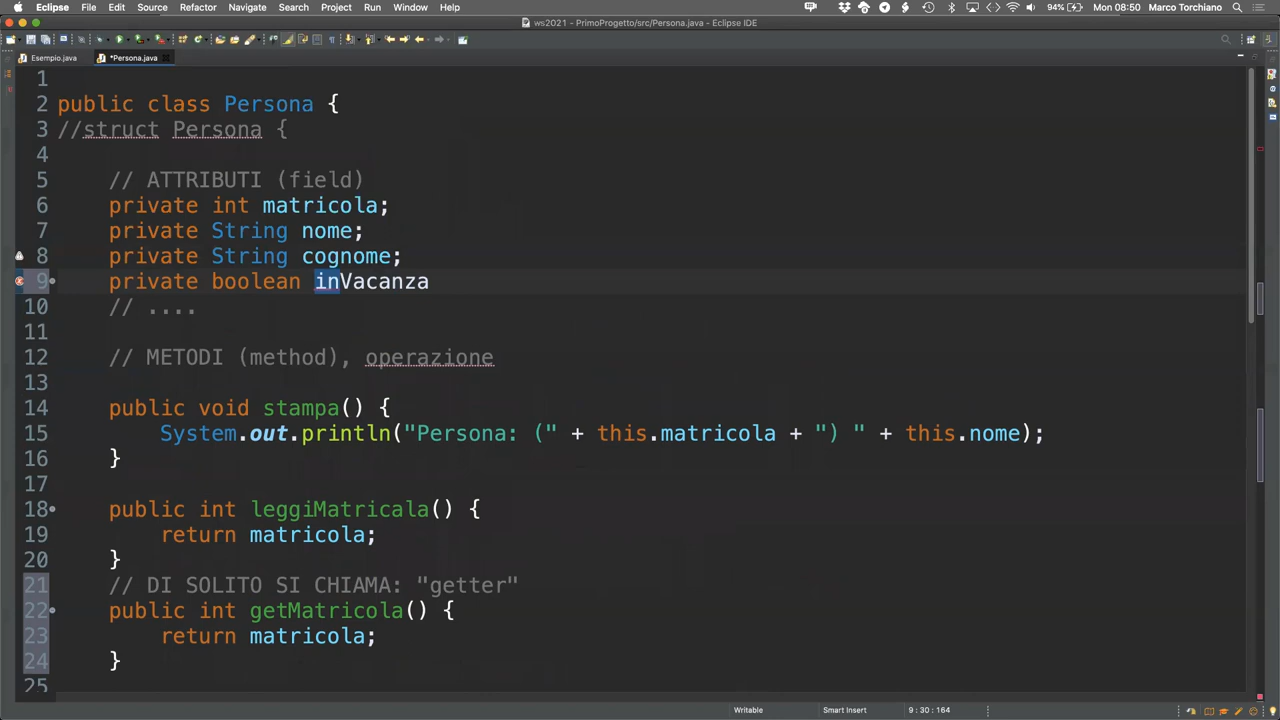 Eclipse File Edit Source Refactor Navigate Search Project Run Window Help 94% Mon 08:50 Marco Torchiano
ws2021 - PrimoProgetto/src/Persona.java - Eclipse IDE
Esempio.java *Persona.java
1
2 public class Persona {
3 //struct Persona {
4
5 // ATTRIBUTI (field)
6 private int matricola;
7 private String nome;
8 private String cognome;
9 private boolean inVacanza
10 // ....
11
12 // METODI (method), operazione
13
14 public void stampa() {
15 System.out.println("Persona: (" + this.matricola + ") " + this.nome);
16 }
17
18 public int leggiMatricala() {
19 return matricola;
20 }
21 // DI SOLITO SI CHIAMA: "getter"
22 public int getMatricola() {
23 return matricola;
24 }
25
Writable Smart Insert 9 : 30 : 164